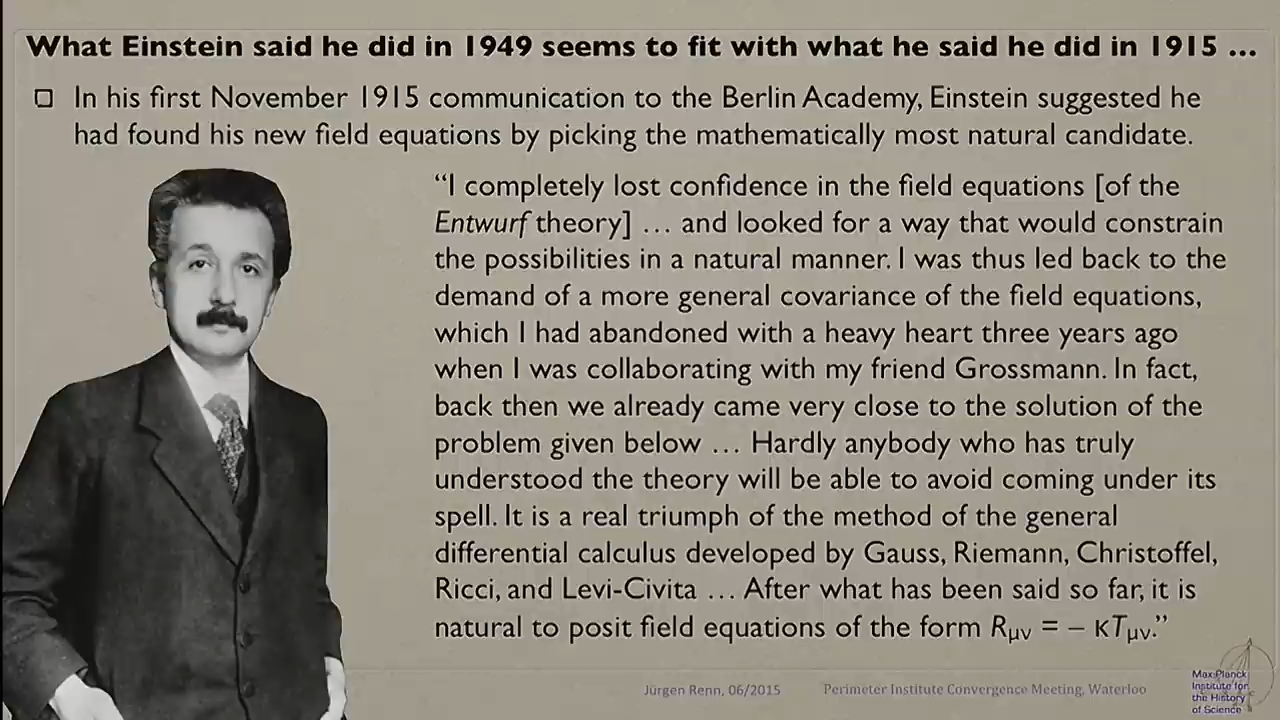 What Einstein said he did in 1949 seems to fit with what he said he did in 1915 …
In his first November 1915 communication to the Berlin Academy, Einstein suggested he
had found his new field equations by picking the mathematically most natural candidate.
“I completely lost confidence in the field equations [of the
Entwurf theory] … and looked for a way that would constrain
the possibilities in a natural manner. I was thus led back to the
demand of a more general covariance of the field equations,
which I had abandoned with a heavy heart three years ago
when I was collaborating with my friend Grossmann. In fact,
back then we already came very close to the solution of the
problem given below … Hardly anybody who has truly
understood the theory will be able to avoid coming under its
spell. It is a real triumph of the method of the general
differential calculus developed by Gauss, Riemann, Christoffel,
Ricci, and Levi-Civita … After what has been said so far, it is
natural to posit field equations of the form Rμν = – κTμν.”
Jürgen Renn, 06/2015
Perimeter Institute Convergence Meeting, Waterloo
Max Planck
Institute for
the History
of Science